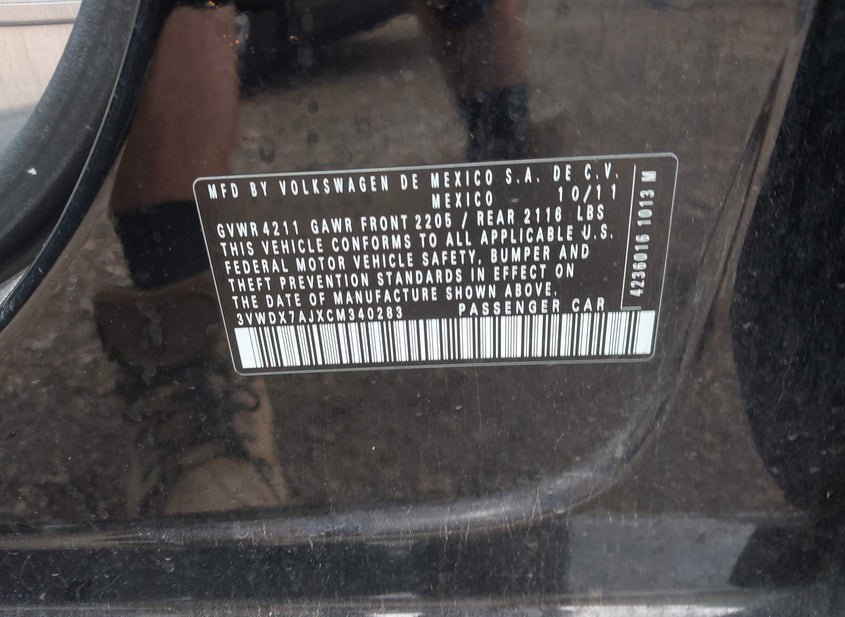 MFD BY VOLKSWAGEN DE MEXICO S.A. DE C.V.
MEXICO 10/11
GVWR 4211 GAWR FRONT 2205 / REAR 2116 LBS
THIS VEHICLE CONFORMS TO ALL APPLICABLE U.S.
FEDERAL MOTOR VEHICLE SAFETY, BUMPER AND
THEFT PREVENTION STANDARDS IN EFFECT ON
THE DATE OF MANUFACTURE SHOWN ABOVE.
3VWDX7AJXCM340283 PASSENGER CAR
4236016 1013 M